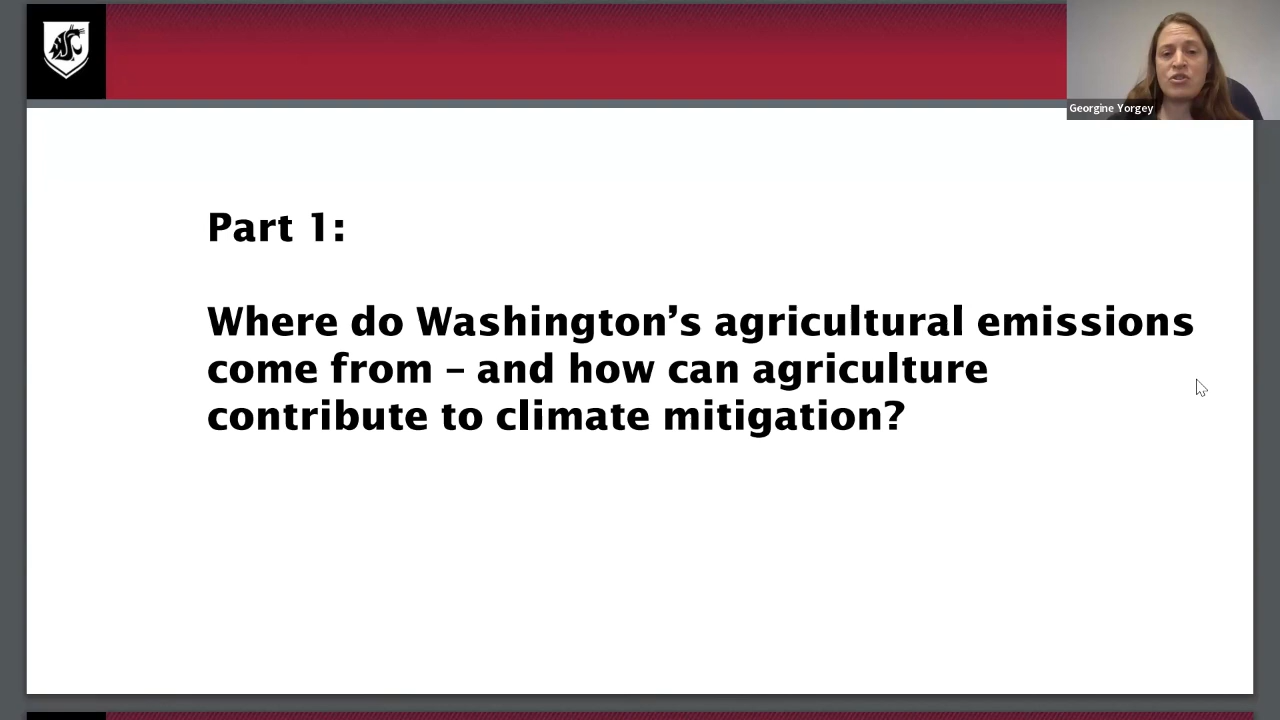 Georgine Yorgey
Part 1:
Where do Washington’s agricultural emissions
come from – and how can agriculture
contribute to climate mitigation?